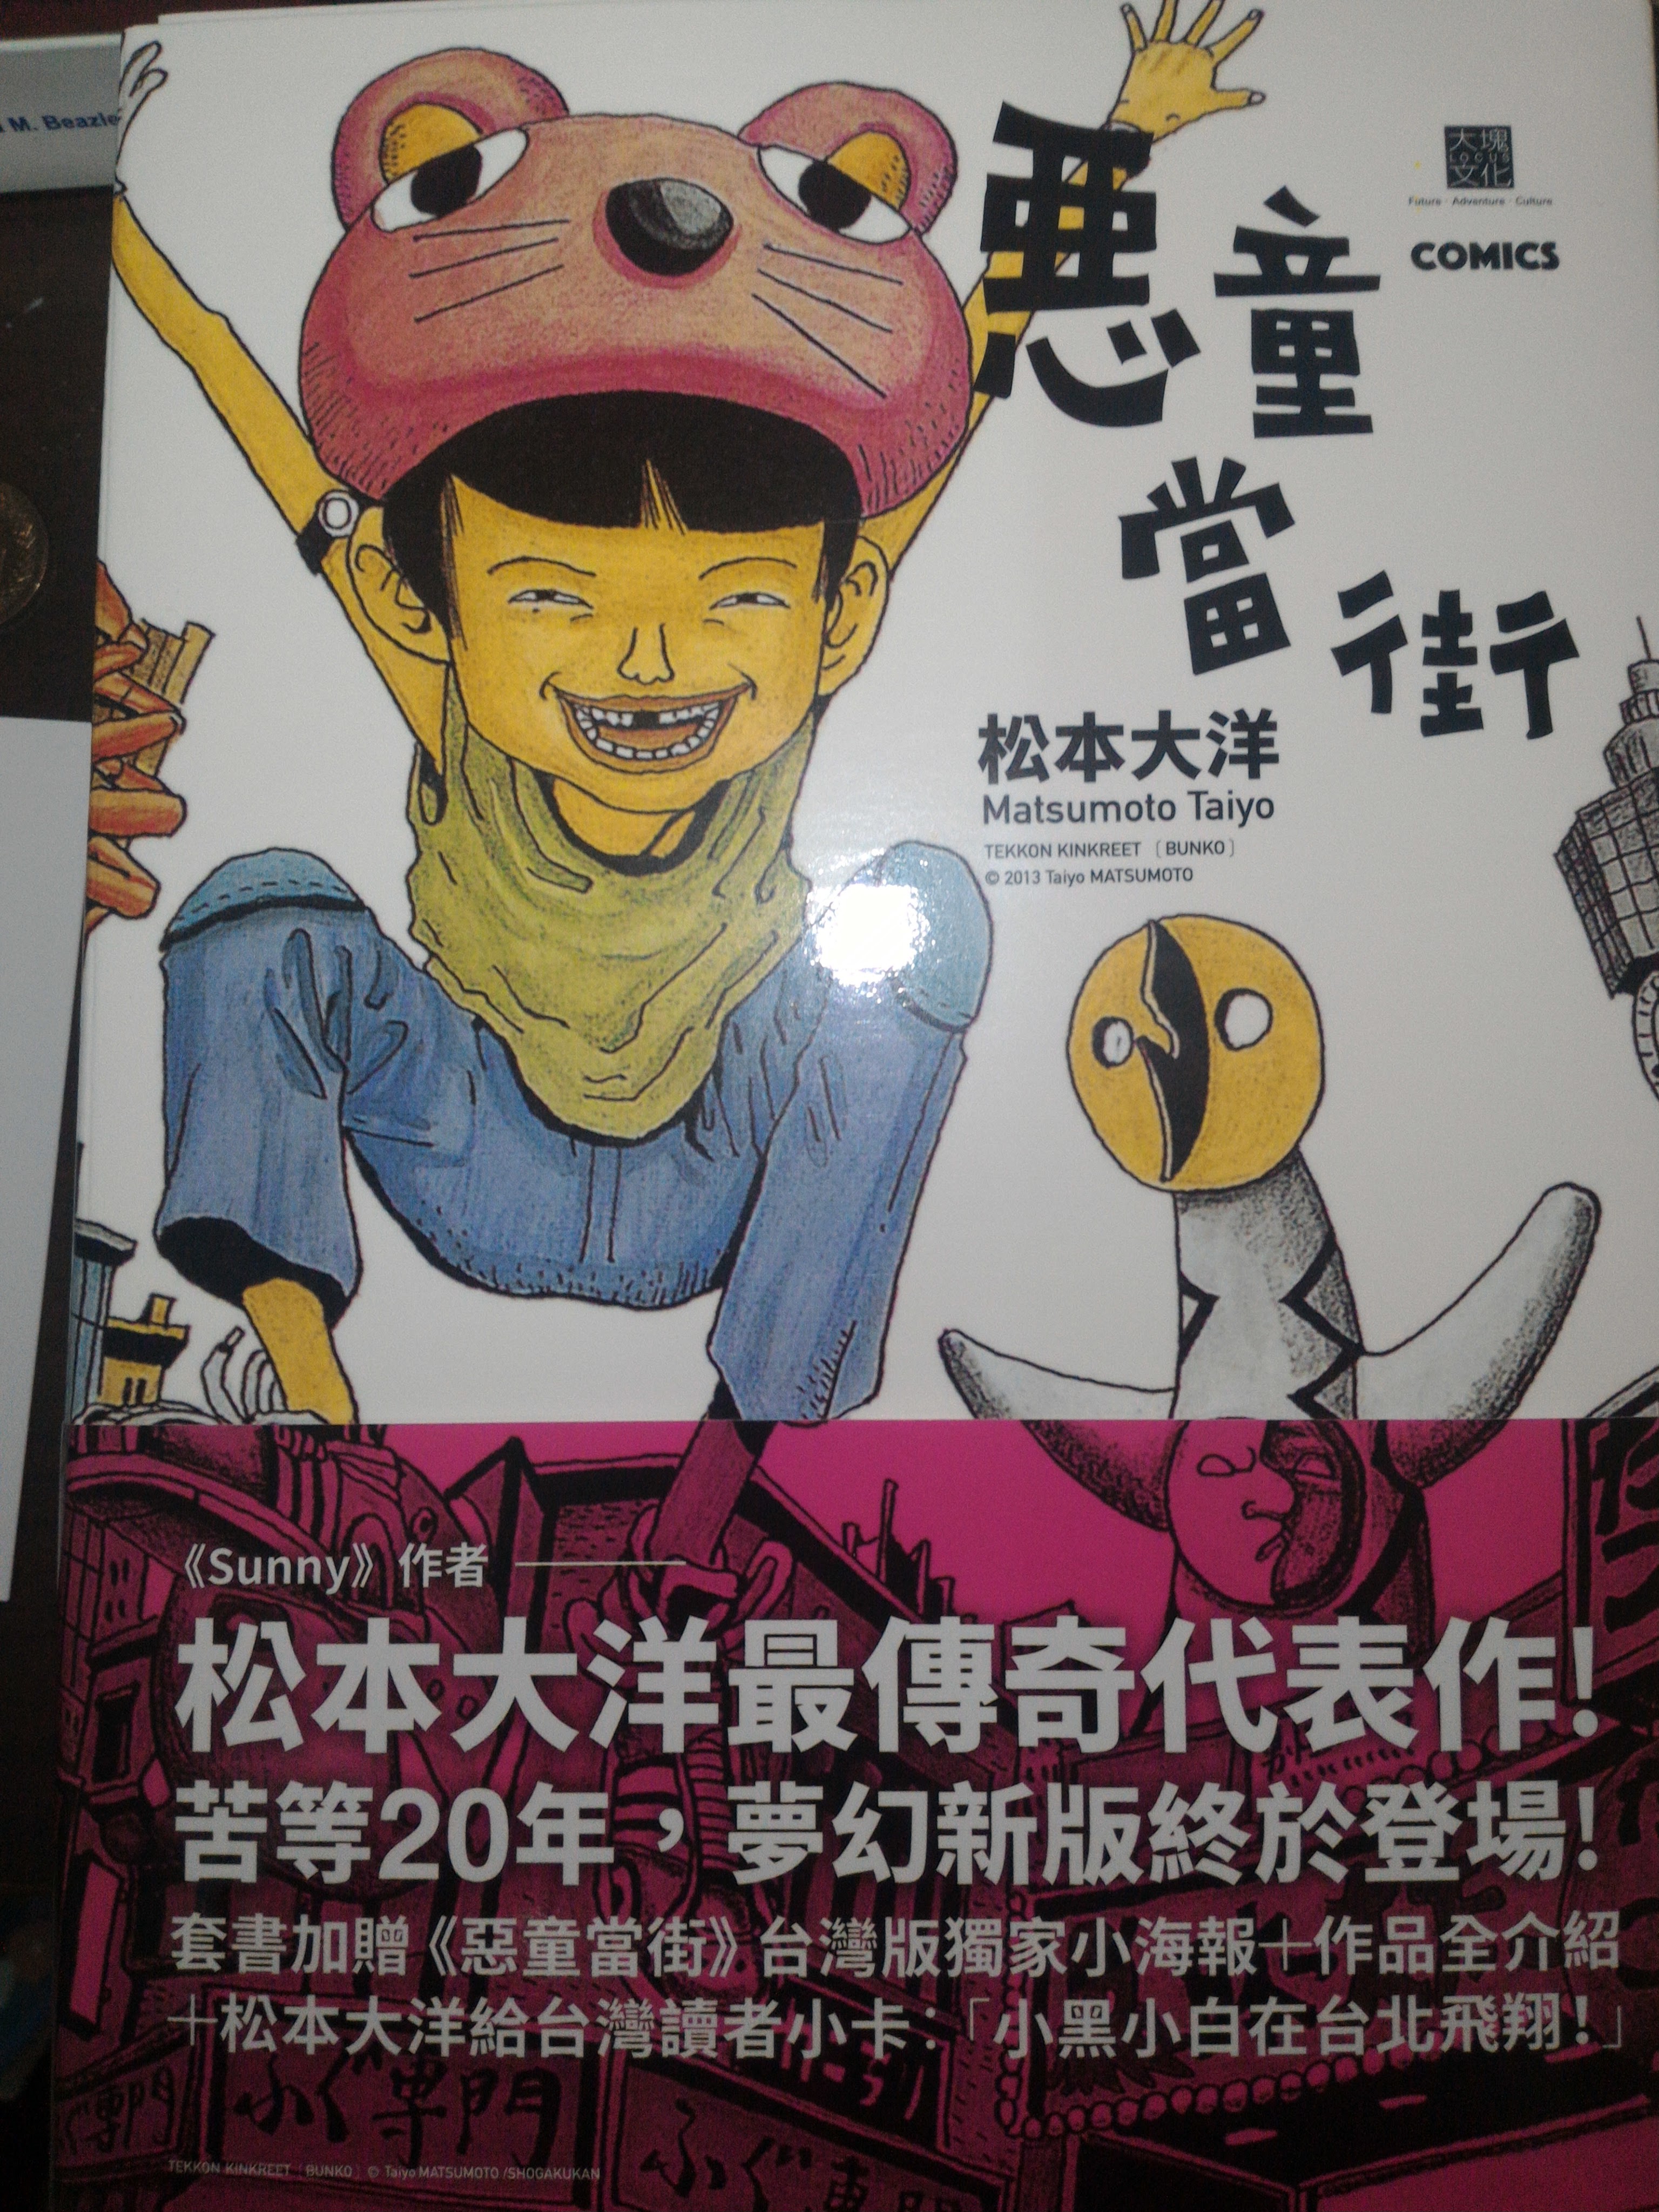 M. Beazle
惡童當街
大塊
LOCUS
文化
Future · Adventure · Culture
COMICS
松本大洋
Matsumoto Taiyo
TEKKON KINKREET [BUNKO]
© 2013 Taiyo MATSUMOTO
《Sunny》作者
松本大洋最傳奇代表作!
苦等20年，夢幻新版終於登場!
套書加贈《惡童當街》台灣版獨家小海報＋作品全介紹
＋松本大洋給台灣讀者小卡：「小黑小白在台北飛翔！」
ふぐ專門
TEKKON KINKREET [BUNKO] © Taiyo MATSUMOTO /SHOGAKUKAN